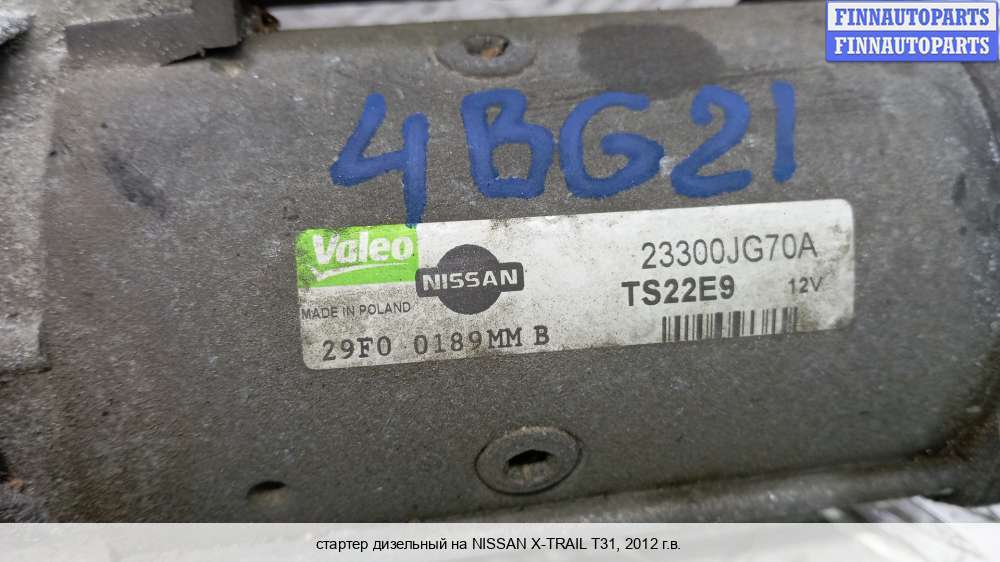 FINNAUTOPARTS
FINNAUTOPARTS
4BG21
Valeo
NISSAN
23300JG70A
TS22E9 12V
MADE IN POLAND
29F0 0189MM B
стартер дизельный на NISSAN X-TRAIL T31, 2012 г.в.